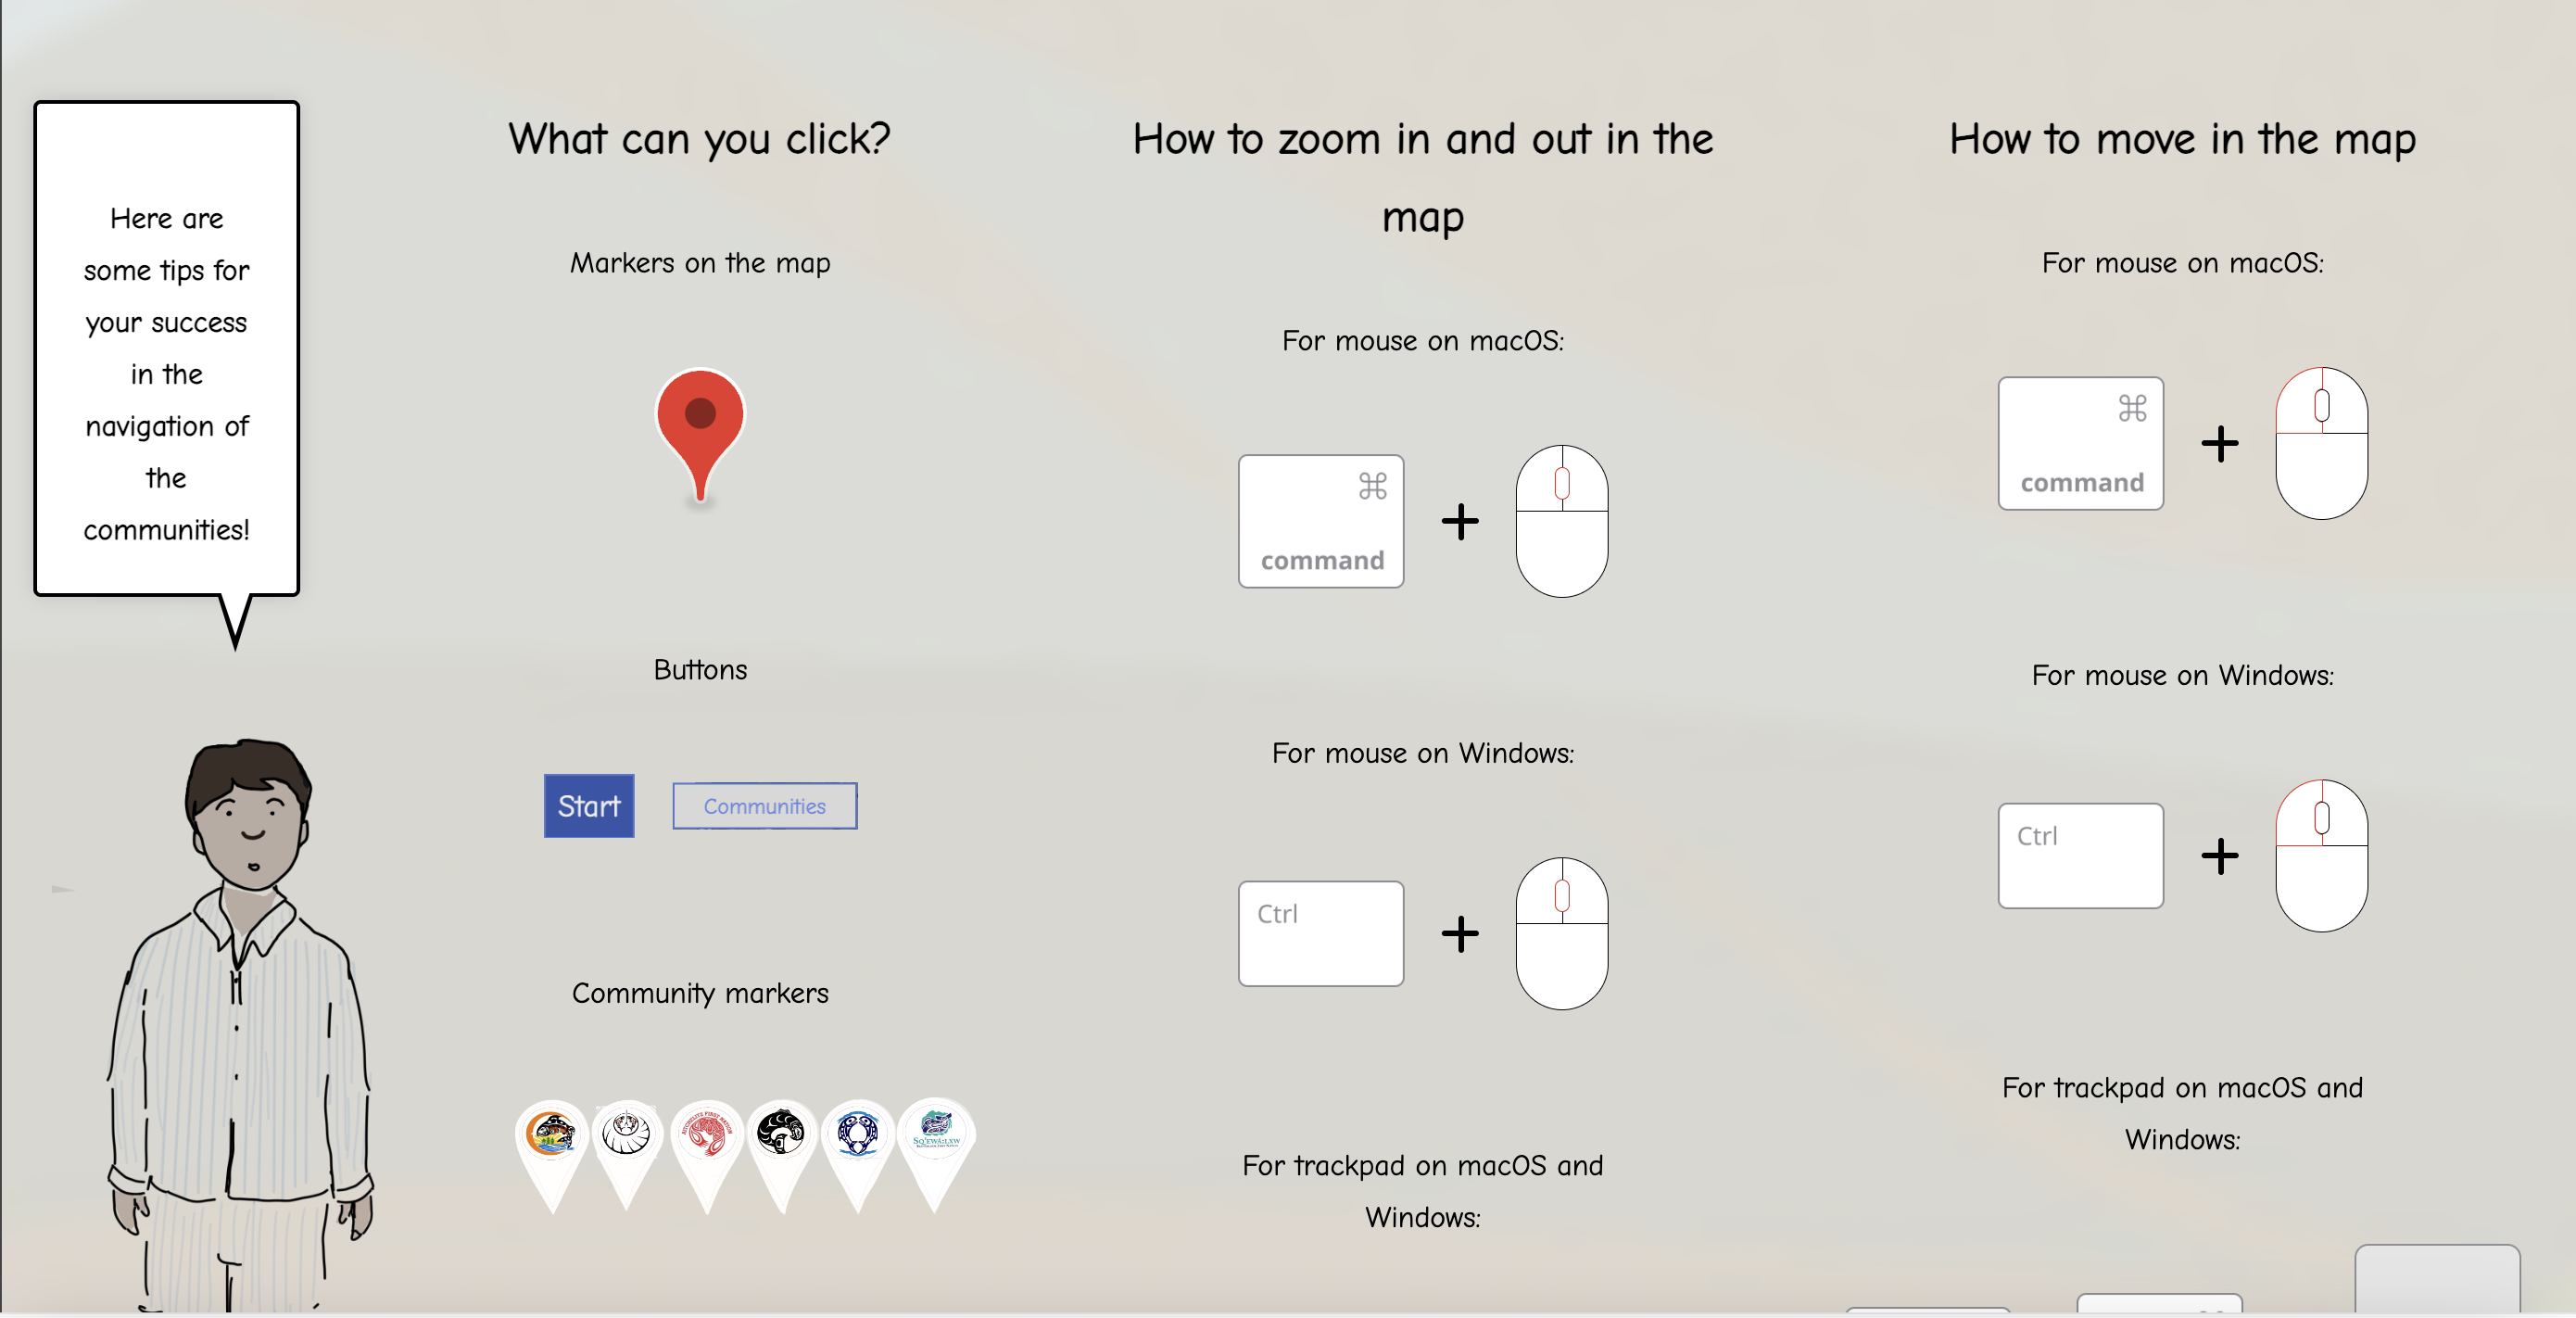 Here are
some tips for
your success
in the
navigation of
the
communities!
What can you click?
Markers on the map
Buttons
Start
Communities
Community markers
SQ'EWÁ:LXW
How to zoom in and out in the
map
For mouse on macOS:
⌘
command
+
For mouse on Windows:
Ctrl
+
For trackpad on macOS and
Windows:
How to move in the map
For mouse on macOS:
⌘
command
+
For mouse on Windows:
Ctrl
+
For trackpad on macOS and
Windows: